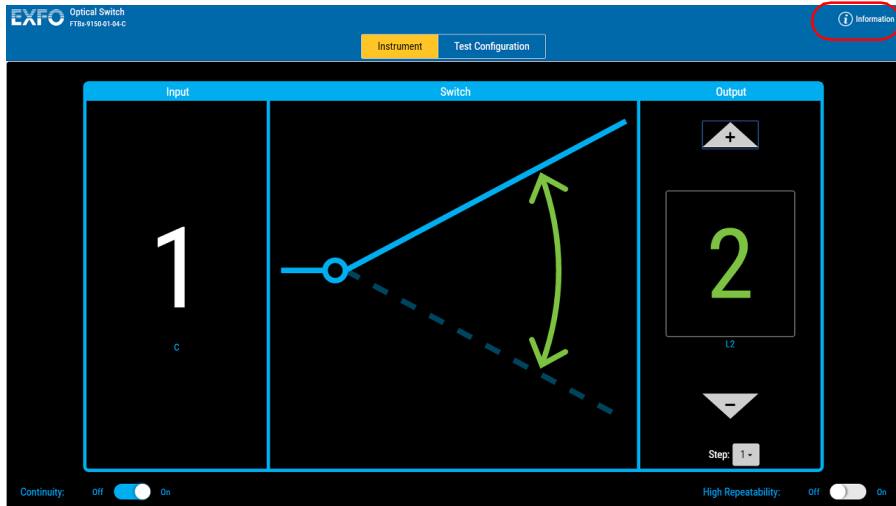 EXFO
Optical Switch
FTBx-9150-01-04-C
i Information
Instrument
Test Configuration
Input
Switch
Output
+
1
2
C
L2
–
Step: 1
Continuity: Off On
High Repeatability: Off On